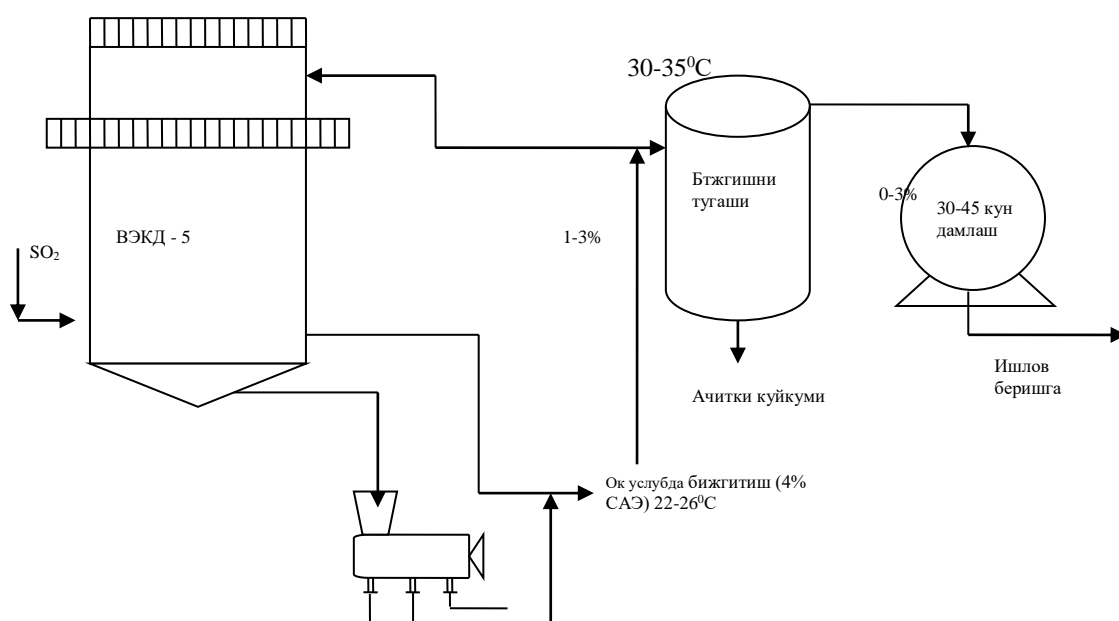 30-35⁰C
Бтжгишни
тугаши
0-3%
30-45 кун
дамлаш
ВЭКД - 5
1-3%
SO₂
Ишлов
беришга
Ачитки куйкуми
Ок услубда бижгитиш (4%
САЭ) 22-26⁰С